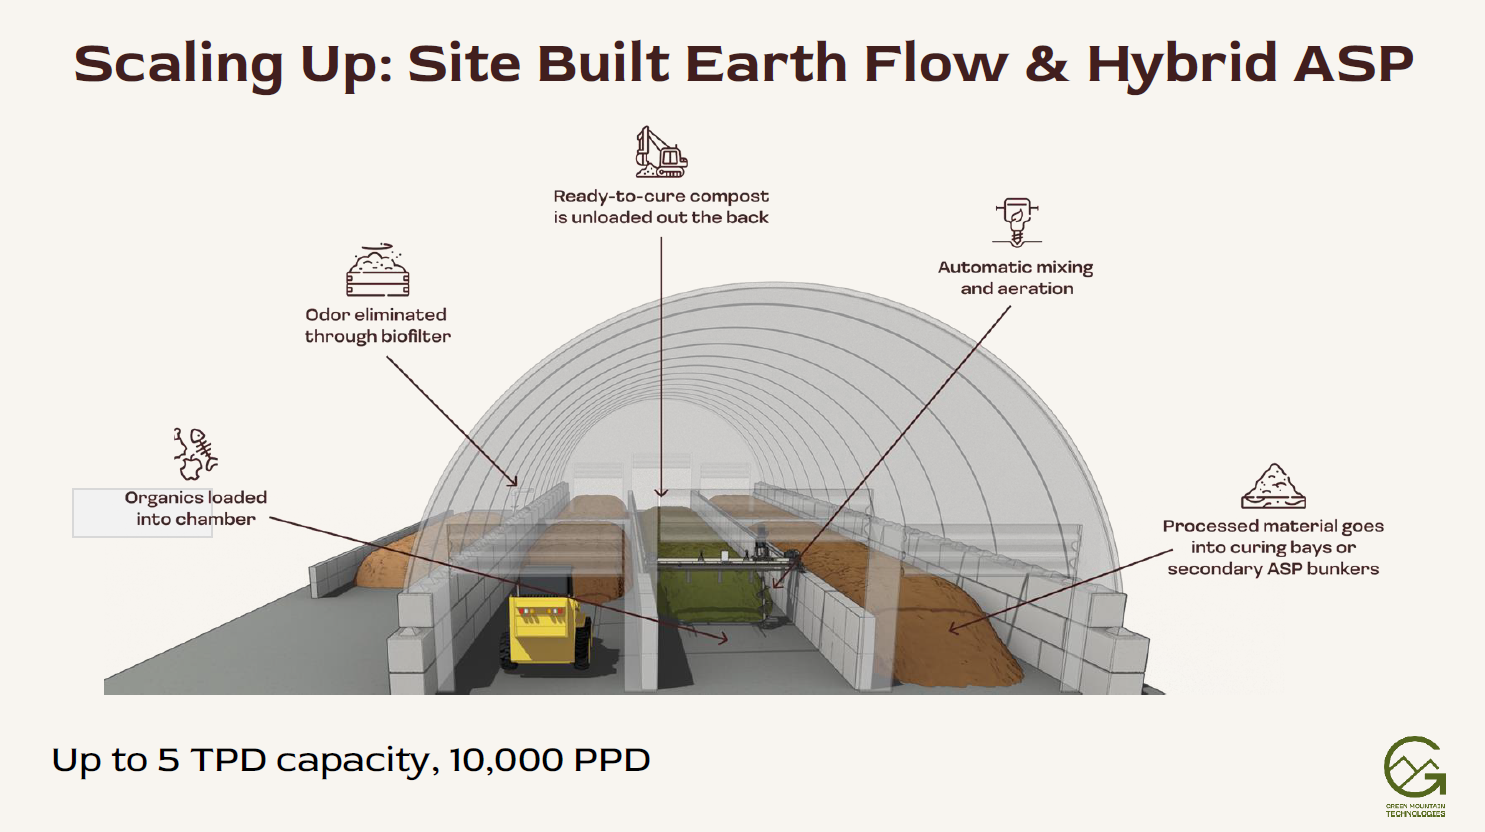 Scaling Up: Site Built Earth Flow & Hybrid ASP
Ready-to-cure compost
is unloaded out the back
Automatic mixing
and aeration
Odor eliminated
through biofilter
Organics loaded
into chamber
Processed material goes
into curing bays or
secondary ASP bunkers
Up to 5 TPD capacity, 10,000 PPD
GREEN MOUNTAIN
TECHNOLOGIES